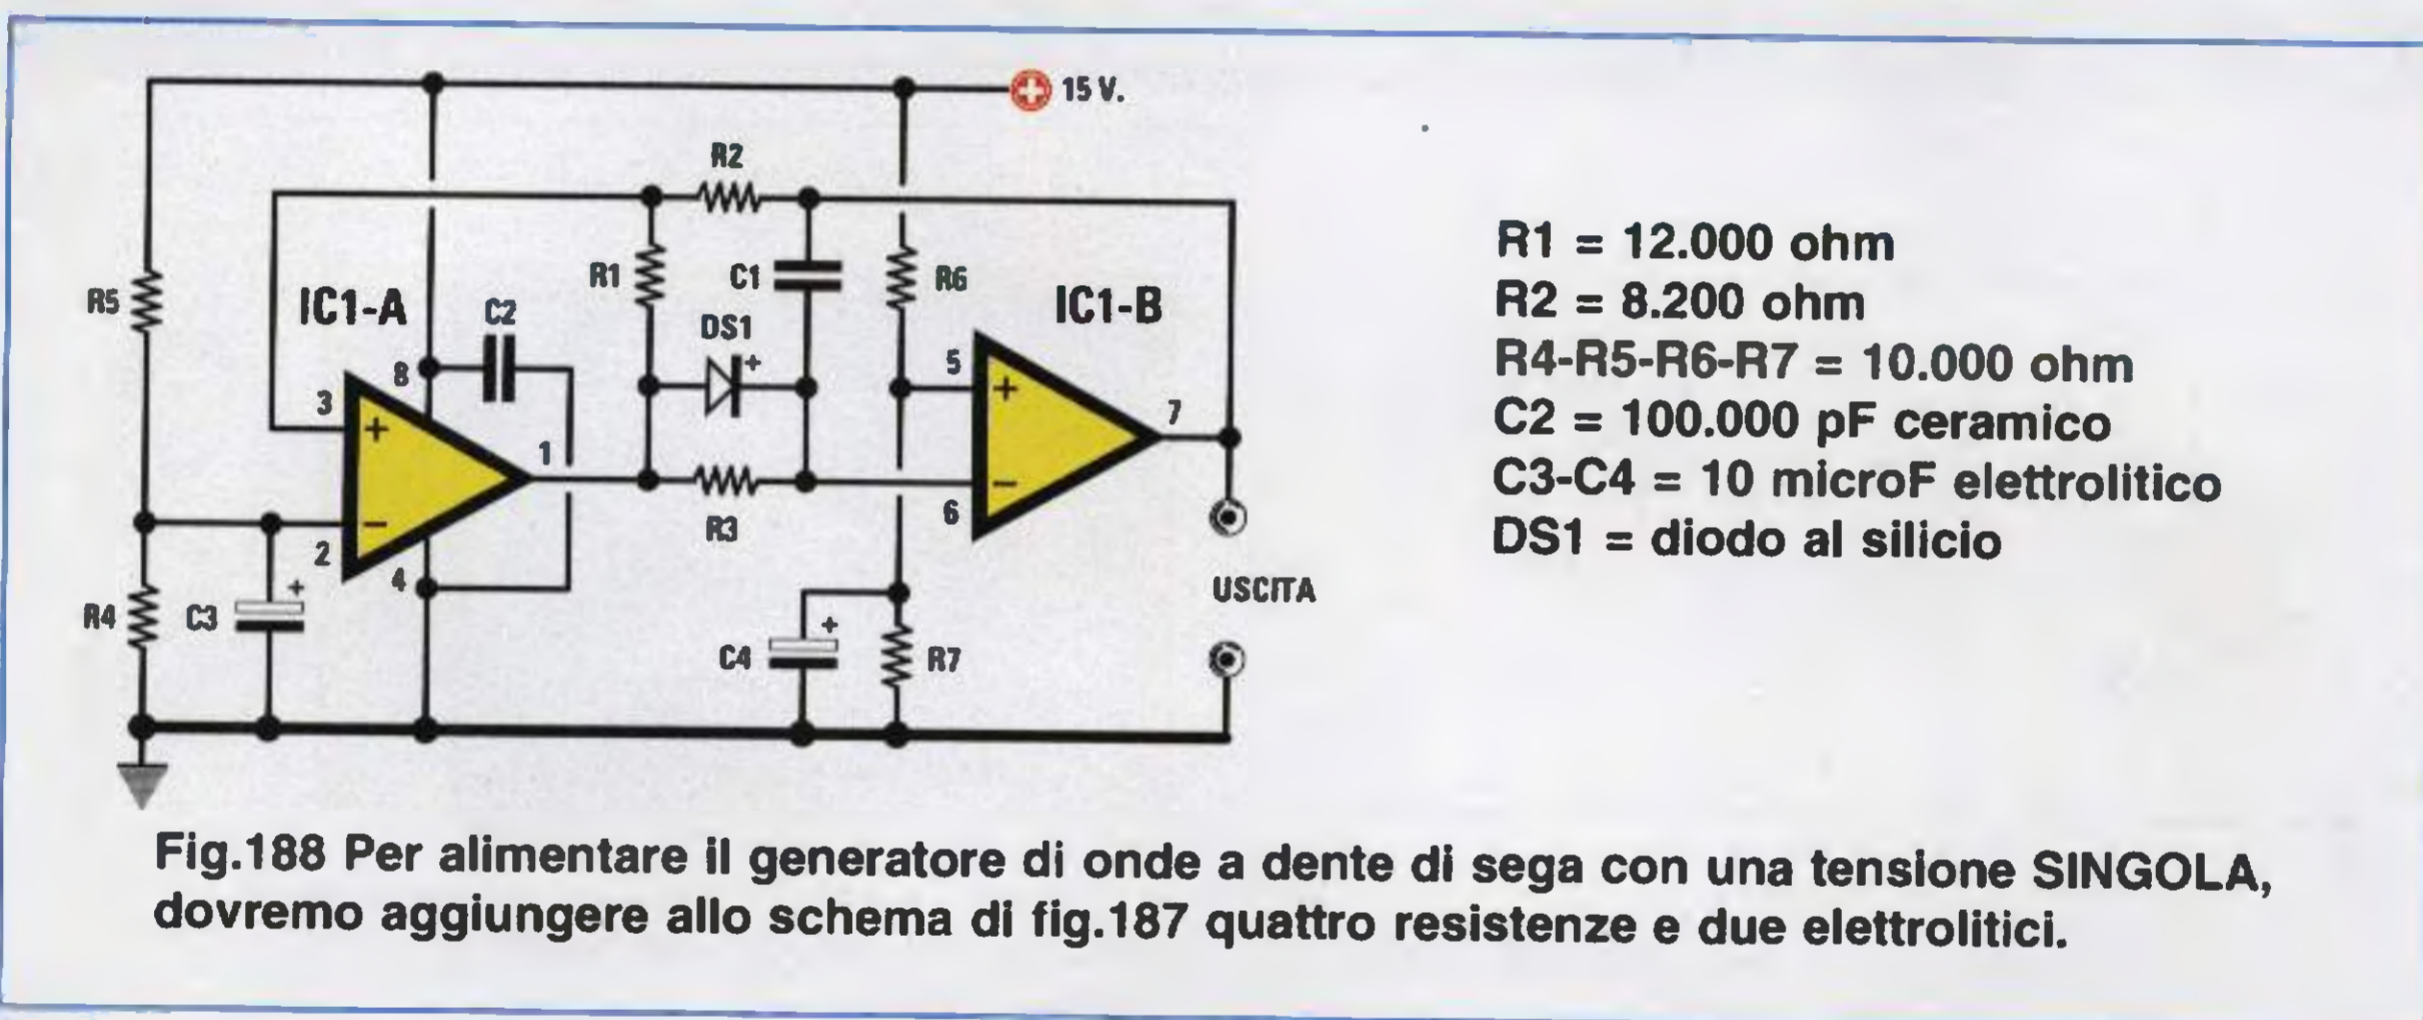 15 V.
R2
R1
C1
R6
R5
IC1-A
C2
DS1
+
IC1-B
8
5
+
3
+
7
1
−
R3
6
2
−
4
+
USCITA
R4
C3
+
C4
R7
R1 = 12.000 ohm
R2 = 8.200 ohm
R4-R5-R6-R7 = 10.000 ohm
C2 = 100.000 pF ceramico
C3-C4 = 10 microF elettrolitico
DS1 = diodo al silicio
Fig.188 Per alimentare il generatore di onde a dente di sega con una tensione SINGOLA,
dovremo aggiungere allo schema di fig.187 quattro resistenze e due elettrolitici.